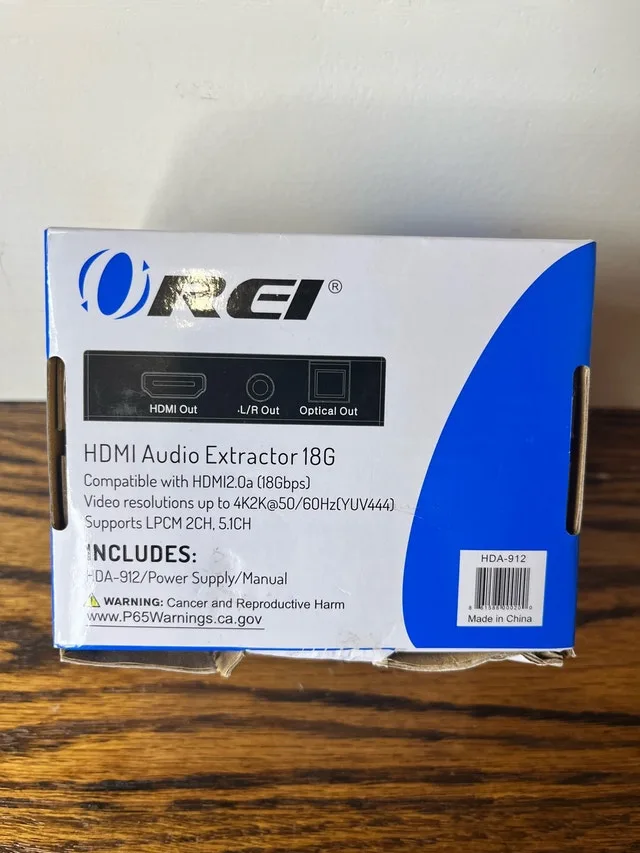 OREI®
HDMI Out
L/R Out
Optical Out
HDMI Audio Extractor 18G
Compatible with HDMI2.0a (18Gbps)
Video resolutions up to 4K2K@50/60Hz(YUV444)
Supports LPCM 2CH, 5.1CH
INCLUDES:
HDA-912/Power Supply/Manual
WARNING: Cancer and Reproductive Harm
www.P65Warnings.ca.gov
HDA-912
Made in China